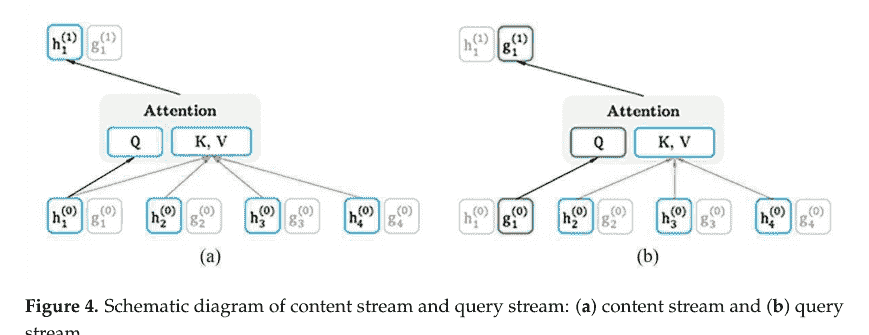 h₁⁽¹⁾ g₁⁽¹⁾
Attention
Q K, V
h₁⁽⁰⁾ g₁⁽⁰⁾ h₂⁽⁰⁾ g₂⁽⁰⁾ h₃⁽⁰⁾ g₃⁽⁰⁾ h₄⁽⁰⁾ g₄⁽⁰⁾
(a)
h₁⁽¹⁾ g₁⁽¹⁾
Attention
Q K, V
h₁⁽⁰⁾ g₁⁽⁰⁾ h₂⁽⁰⁾ g₂⁽⁰⁾ h₃⁽⁰⁾ g₃⁽⁰⁾ h₄⁽⁰⁾ g₄⁽⁰⁾
(b)
Figure 4. Schematic diagram of content stream and query stream: (a) content stream and (b) query
stream